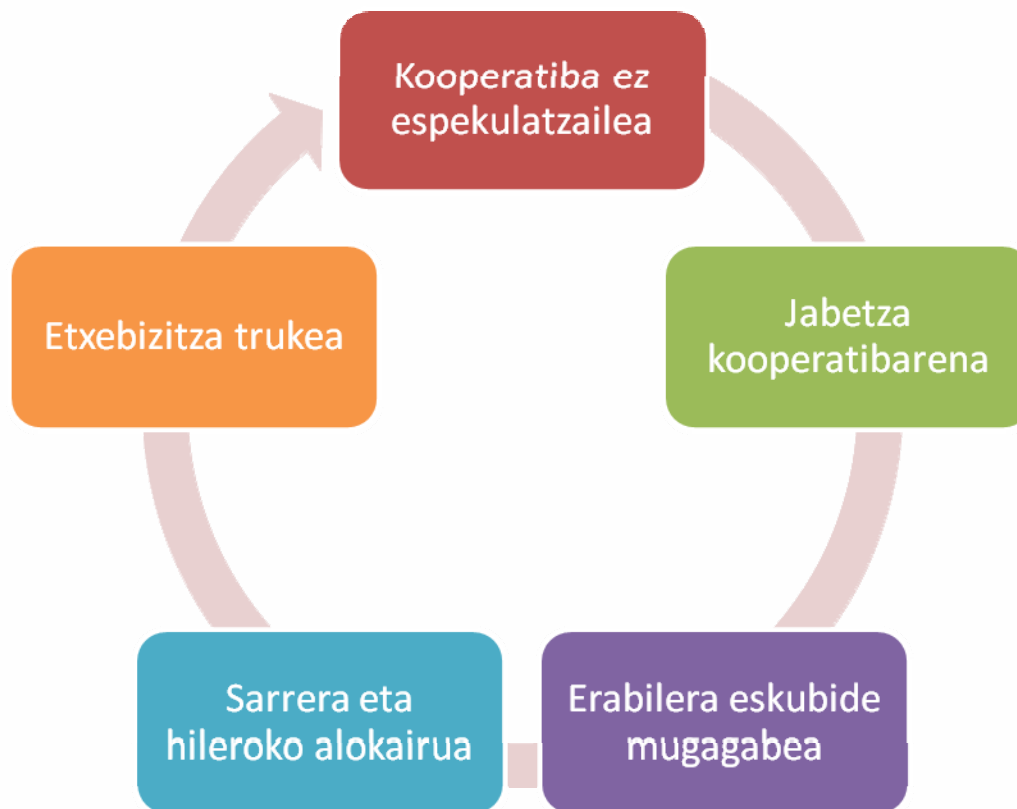 Kooperatiba ez
espekulatzailea
Jabetza
kooperatibarena
Erabilera eskubide
mugagabea
Sarrera eta
hileroko alokairua
Etxebizitza trukea